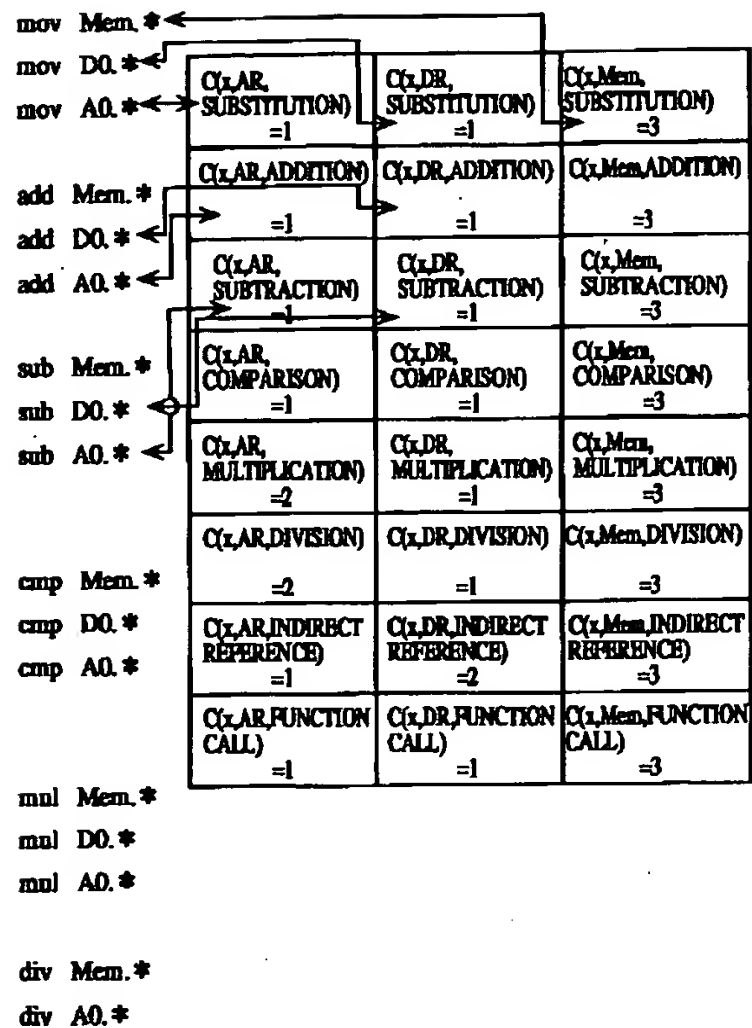 mov Mem.*
mov D0.*
mov A0.*
add Mem.*
add D0.*
add A0.*
sub Mem.*
sub D0.*
sub A0.*
cmp Mem.*
cmp D0.*
cmp A0.*
mul Mem.*
mul D0.*
mul A0.*
div Mem.*
div A0.*
C(x,AR,
SUBSTITUTION)
=1
C(x,DR,
SUBSTITUTION)
=1
C(x,Mem,
SUBSTITUTION)
=3
C(x,AR,ADDITION)
=1
C(x,DR,ADDITION)
=1
C(x,Mem,ADDITION)
=3
C(x,AR,
SUBTRACTION)
=1
C(x,DR,
SUBTRACTION)
=1
C(x,Mem,
SUBTRACTION)
=3
C(x,AR,
COMPARISON)
=1
C(x,DR,
COMPARISON)
=1
C(x,Mem,
COMPARISON)
=3
C(x,AR,
MULTIPLICATION)
=2
C(x,DR,
MULTIPLICATION)
=1
C(x,Mem,
MULTIPLICATION)
=3
C(x,AR,DIVISION)
=2
C(x,DR,DIVISION)
=1
C(x,Mem,DIVISION)
=3
C(x,AR,INDIRECT
REFERENCE)
=1
C(x,DR,INDIRECT
REFERENCE)
=2
C(x,Mem,INDIRECT
REFERENCE)
=3
C(x,AR,FUNCTION
CALL)
=1
C(x,DR,FUNCTION
CALL)
=1
C(x,Mem,FUNCTION
CALL)
=3